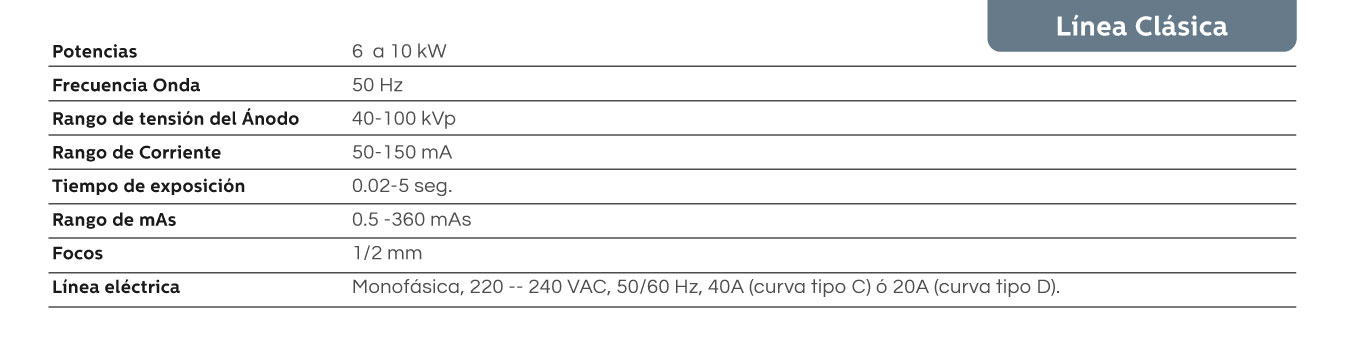 Línea Clásica
Potencias 6 a 10 kW
Frecuencia Onda 50 Hz
Rango de tensión del Ánodo 40-100 kVp
Rango de Corriente 50-150 mA
Tiempo de exposición 0.02-5 seg.
Rango de mAs 0.5 -360 mAs
Focos 1/2 mm
Línea eléctrica Monofásica, 220 -- 240 VAC, 50/60 Hz, 40A (curva tipo C) ó 20A (curva tipo D).